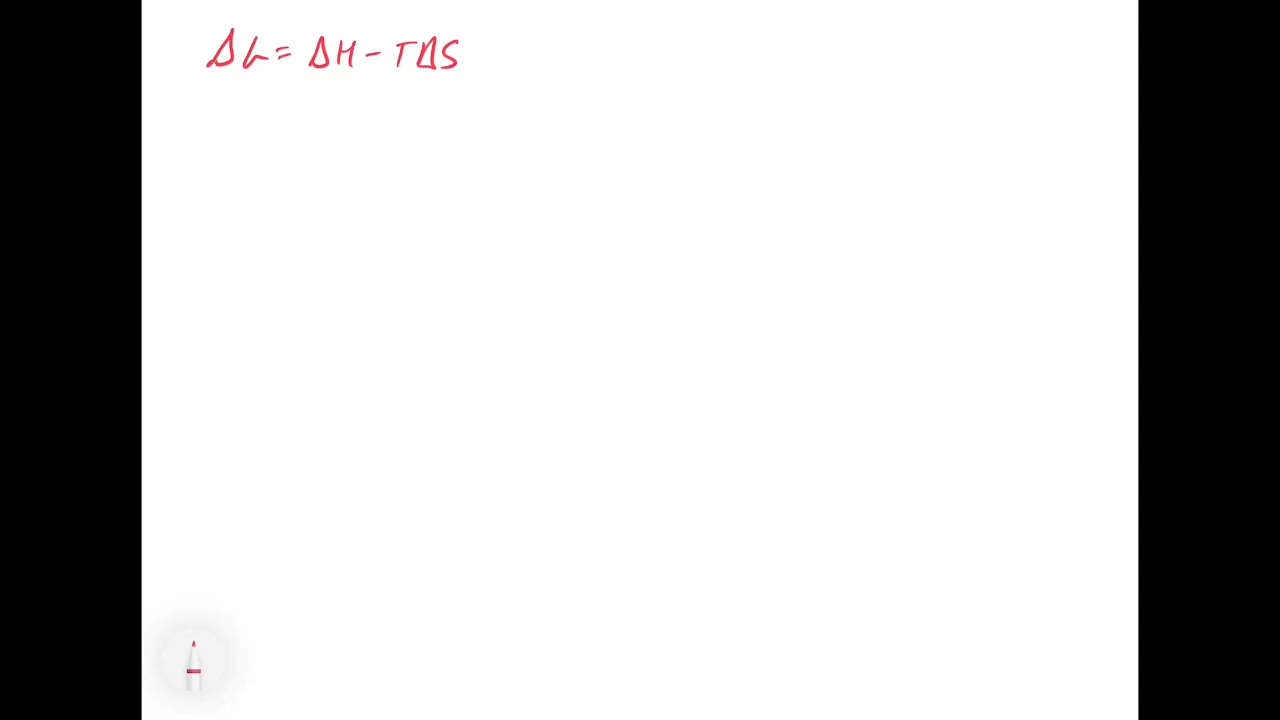 ΔG = ΔH - TΔS